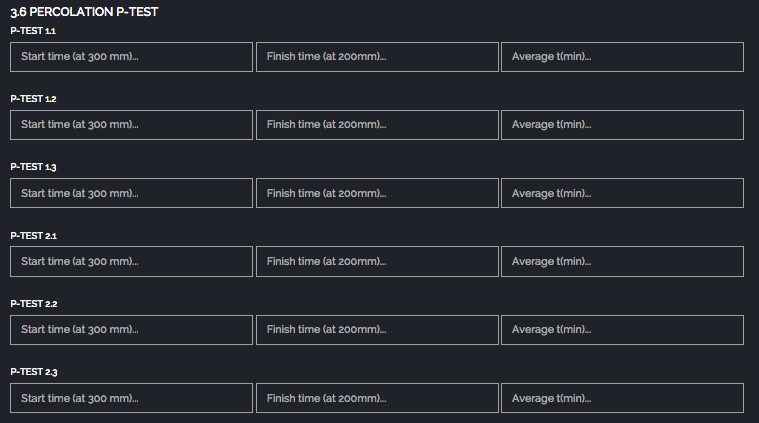 3.6 PERCOLATION P-TEST
P-TEST 1.1
Start time (at 300 mm)... Finish time (at 200mm)... Average t(min)...
P-TEST 1.2
Start time (at 300 mm)... Finish time (at 200mm)... Average t(min)...
P-TEST 1.3
Start time (at 300 mm)... Finish time (at 200mm)... Average t(min)...
P-TEST 2.1
Start time (at 300 mm)... Finish time (at 200mm)... Average t(min)...
P-TEST 2.2
Start time (at 300 mm)... Finish time (at 200mm)... Average t(min)...
P-TEST 2.3
Start time (at 300 mm)... Finish time (at 200mm)... Average t(min)...